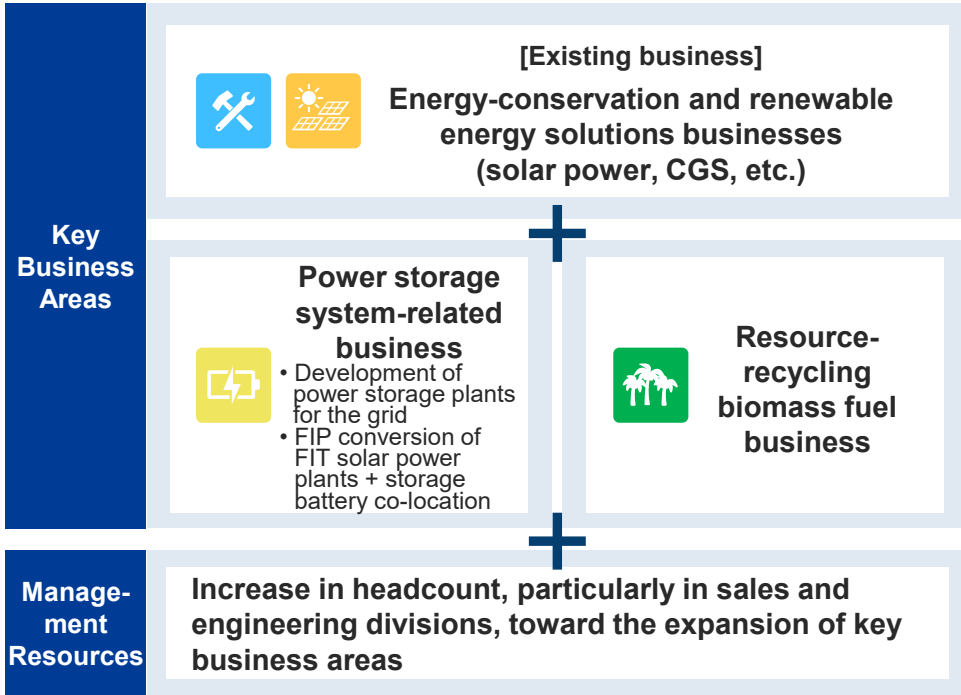 Key
Business
Areas
[Existing business]
Energy-conservation and renewable
energy solutions businesses
(solar power, CGS, etc.)
Power storage
system-related
business
• Development of
power storage plants
for the grid
• FIP conversion of
FIT solar power
plants + storage
battery co-location
Resource-
recycling
biomass fuel
business
Manage-
ment
Resources
Increase in headcount, particularly in sales and
engineering divisions, toward the expansion of key
business areas